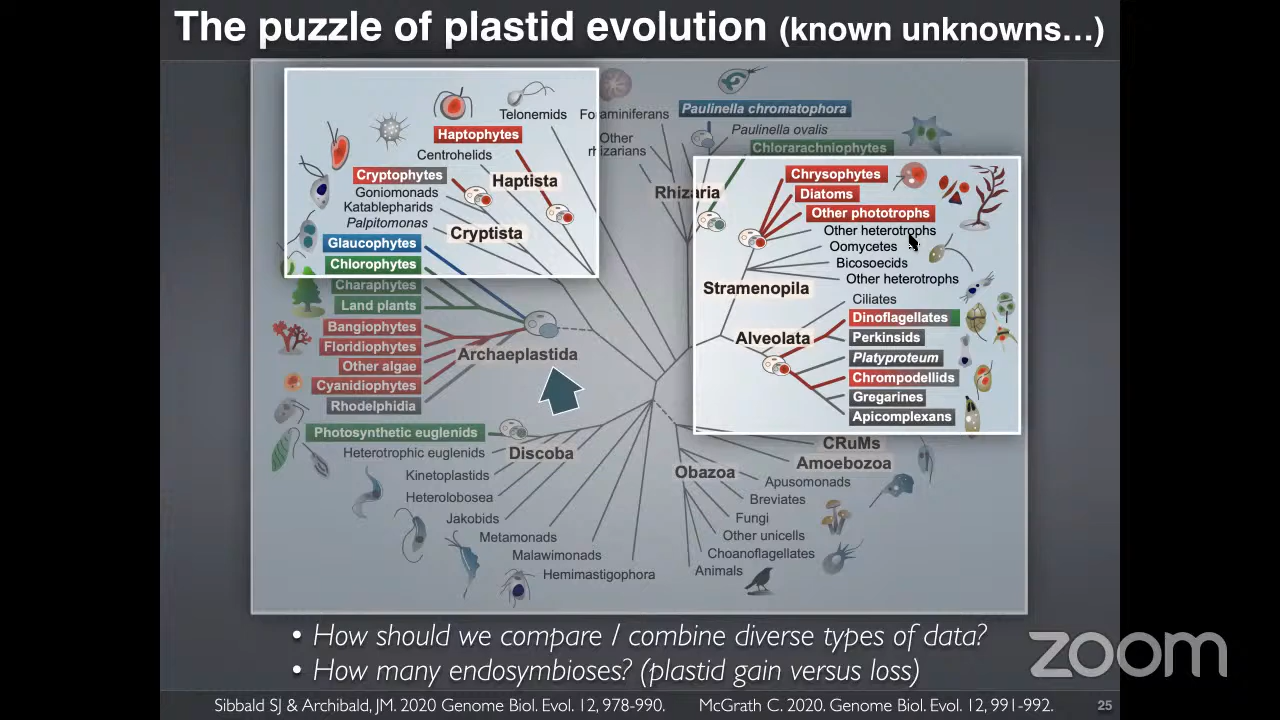 The puzzle of plastid evolution (known unknowns…)
Telonemids
Foraminiferans
Paulinella chromatophora
Haptophytes
Paulinella ovalis
Other
rhizarians
Chlorarachniophytes
Centrohelids
Cryptophytes
Haptista
Goniomonads
Katablepharids
Palpitomonas
Cryptista
Glaucophytes
Chlorophytes
Charaphytes
Land plants
Bangiophytes
Floridiophytes
Other algae
Cyanidiophytes
Rhodelphidia
Archaeplastida
Rhizaria
Chrysophytes
Diatoms
Other phototrophs
Other heterotrophs
Oomycetes
Bicosoecids
Other heterotrophs
Stramenopila
Ciliates
Dinoflagellates
Alveolata
Perkinsids
Platyproteum
Chrompodellids
Gregarines
Apicomplexans
Photosynthetic euglenids
Heterotrophic euglenids
Discoba
Kinetoplastids
Heterolobosea
Jakobids
Metamonads
Malawimonads
Hemimastigophora
CRuMs
Amoebozoa
Obazoa
Apusomonads
Breviates
Fungi
Other unicells
Choanoflagellates
Animals
• How should we compare / combine diverse types of data?
• How many endosymbioses? (plastid gain versus loss)
zoom
Sibbald SJ & Archibald, JM. 2020 Genome Biol. Evol. 12, 978-990.
McGrath C. 2020. Genome Biol. Evol. 12, 991-992.
25